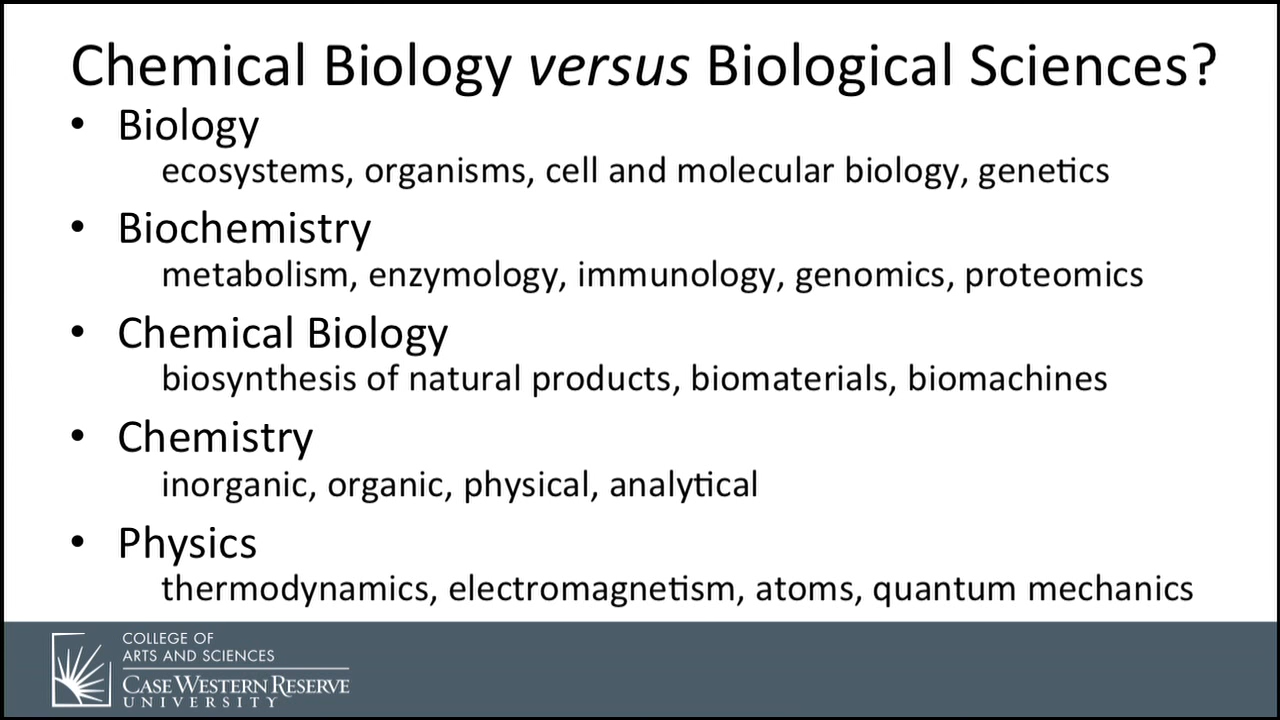 Chemical Biology versus Biological Sciences?
• Biology
ecosystems, organisms, cell and molecular biology, genetics
• Biochemistry
metabolism, enzymology, immunology, genomics, proteomics
• Chemical Biology
biosynthesis of natural products, biomaterials, biomachines
• Chemistry
inorganic, organic, physical, analytical
• Physics
thermodynamics, electromagnetism, atoms, quantum mechanics
COLLEGE OF
ARTS AND SCIENCES
CASE WESTERN RESERVE
UNIVERSITY